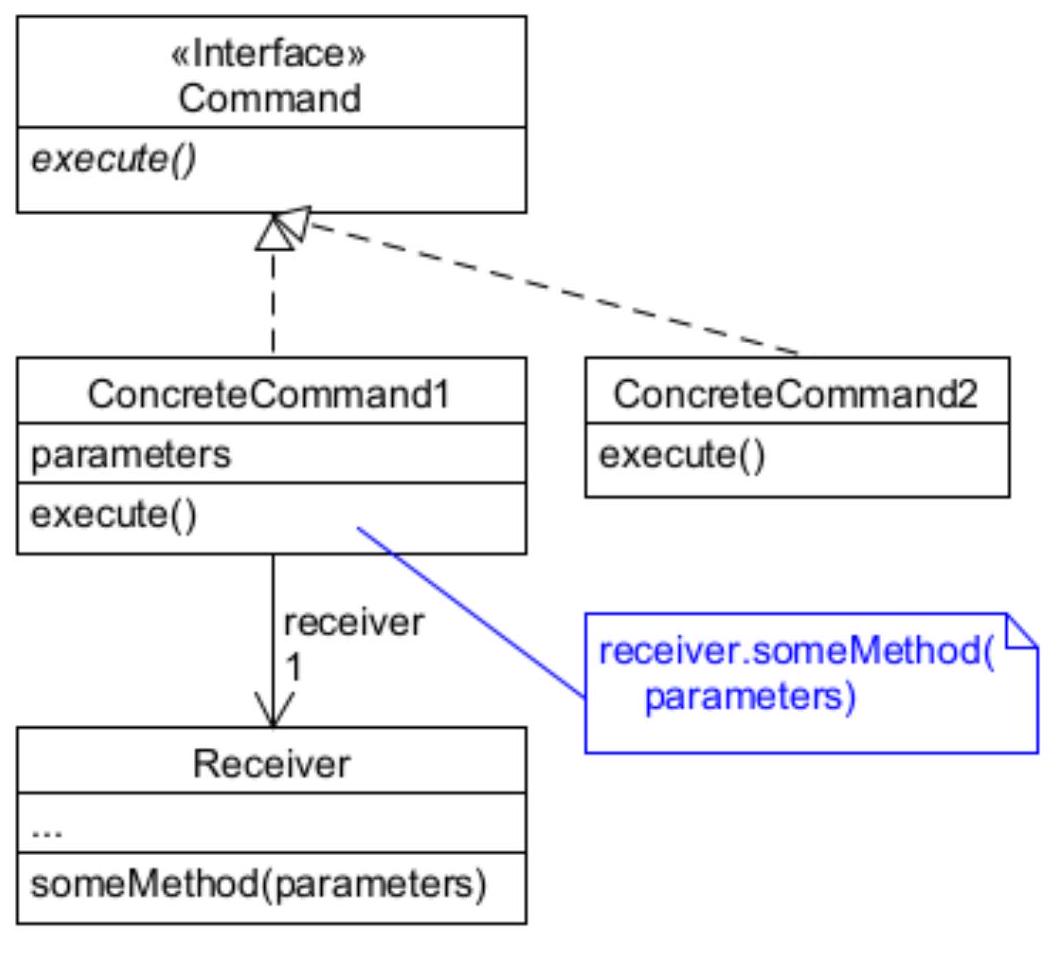 «Interface»
Command
execute()
ConcreteCommand1
parameters
execute()
ConcreteCommand2
execute()
receiver
1
receiver.someMethod(
parameters)
Receiver
...
someMethod(parameters)